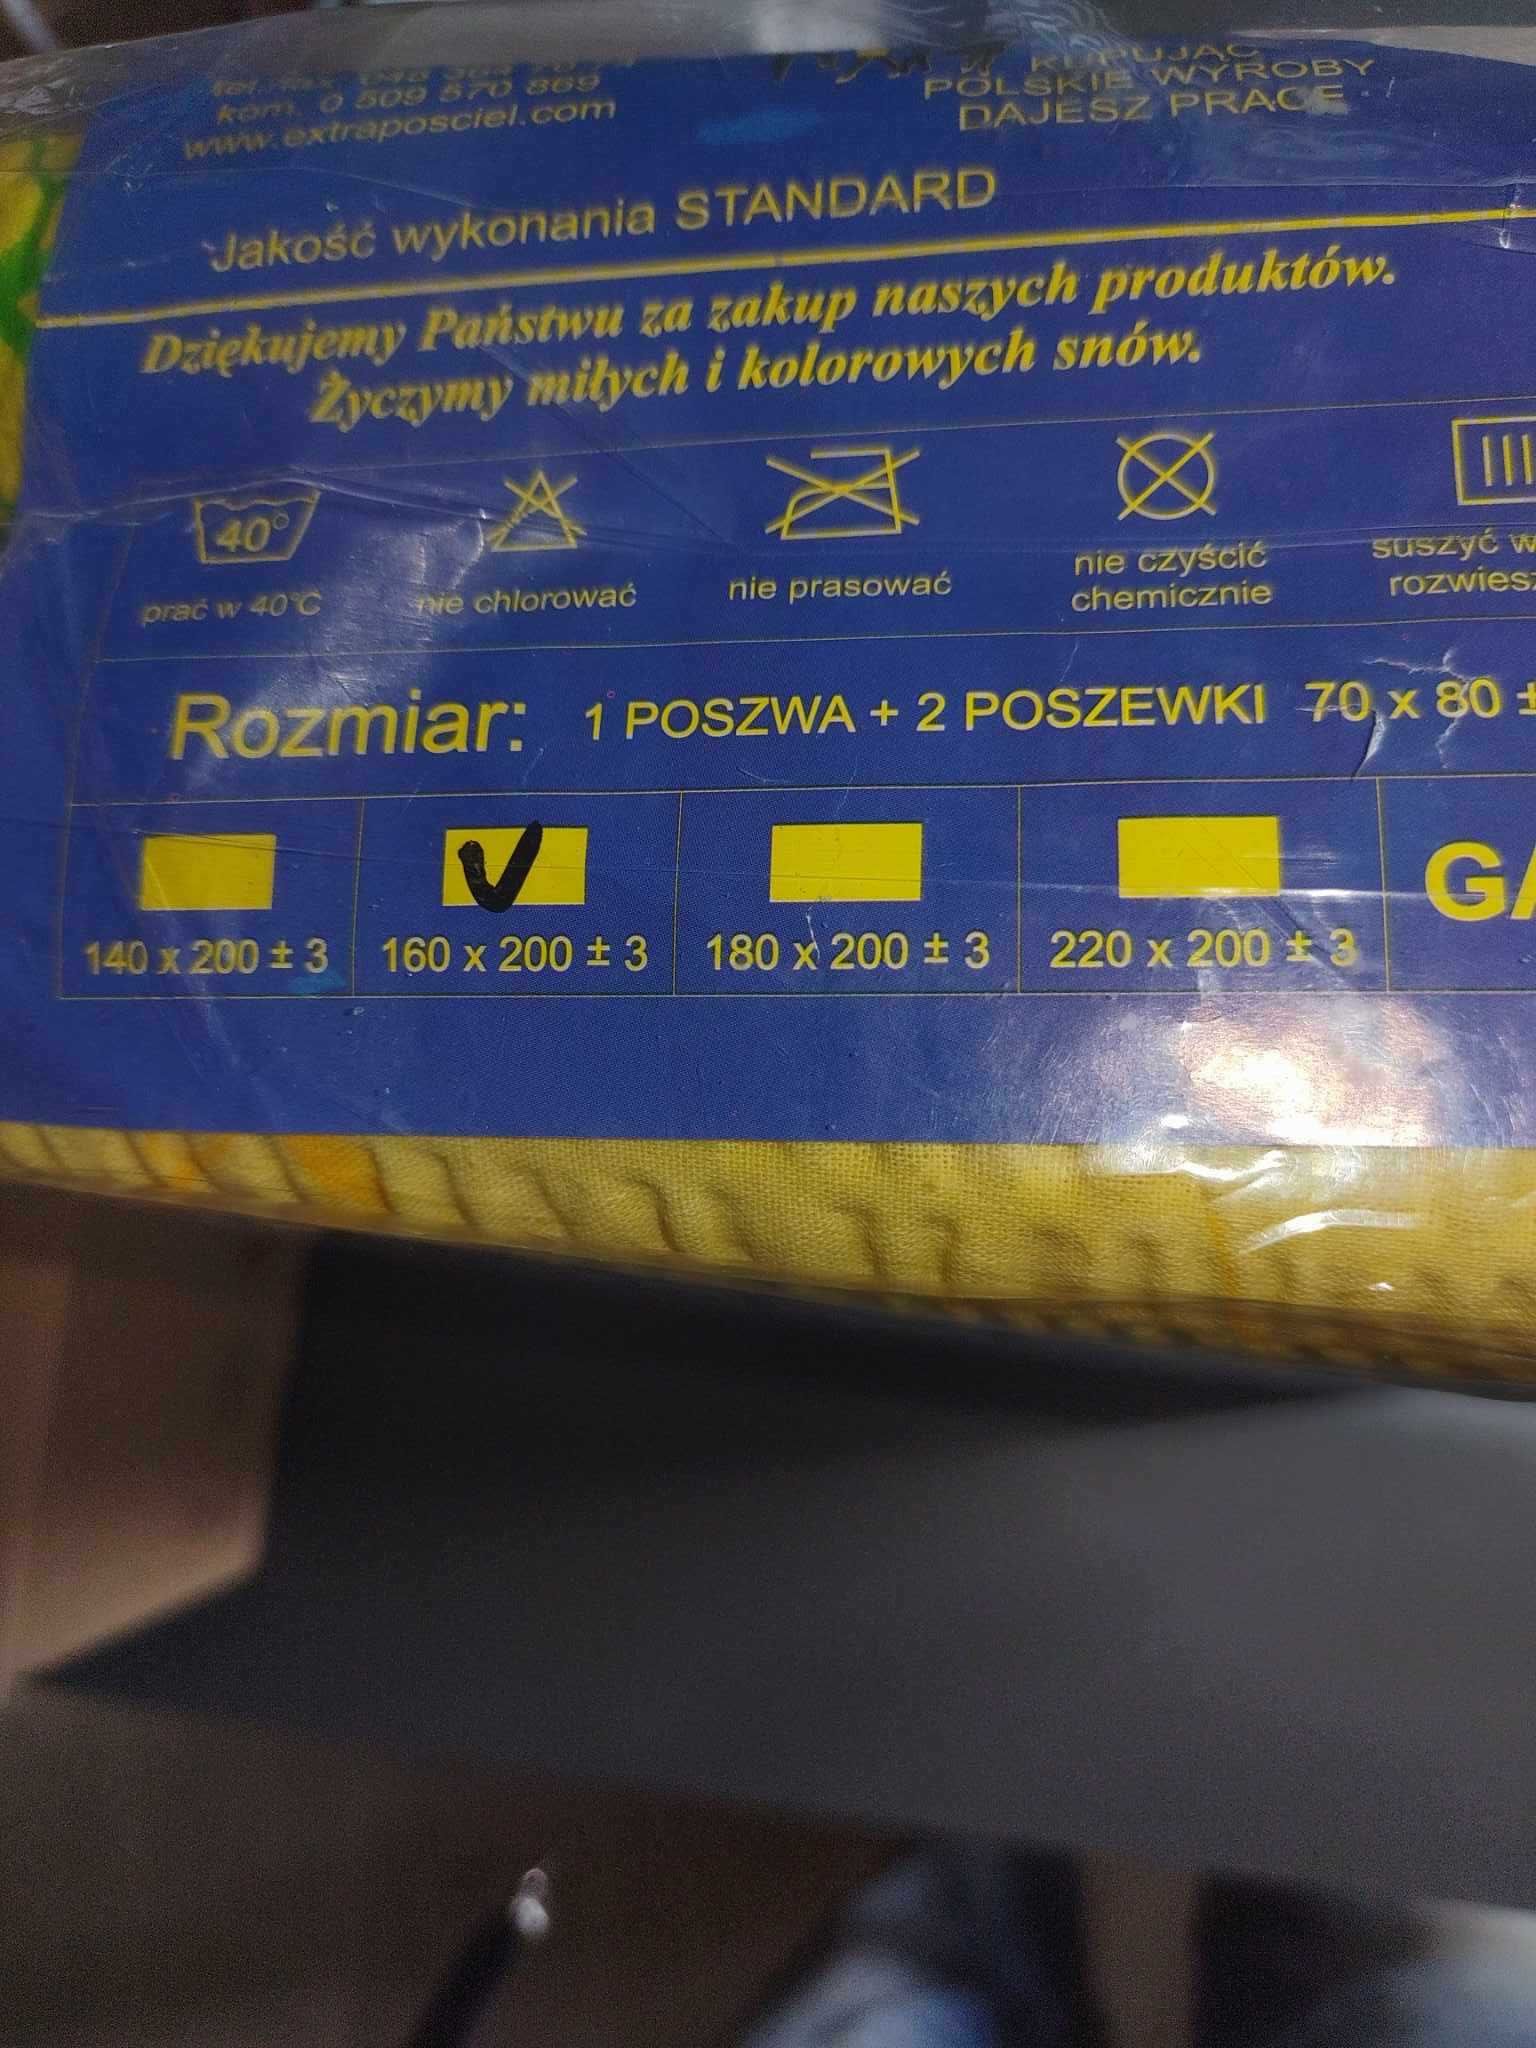 kom. 0 509 570 869
www.extraposciel.com
KUPUJĄC
POLSKIE WYROBY
DAJESZ PRACĘ
Jakość wykonania STANDARD
Dziękujemy Państwu za zakup naszych produktów.
Życzymy miłych i kolorowych snów.
40°
prać w 40°C
nie chlorować
nie prasować
nie czyścić
chemicznie
suszyć w
Rozmiar: 1 POSZWA + 2 POSZEWKI 70 x 80 ±
140 x 200 ± 3
160 x 200 ± 3
180 x 200 ± 3
220 x 200 ± 3